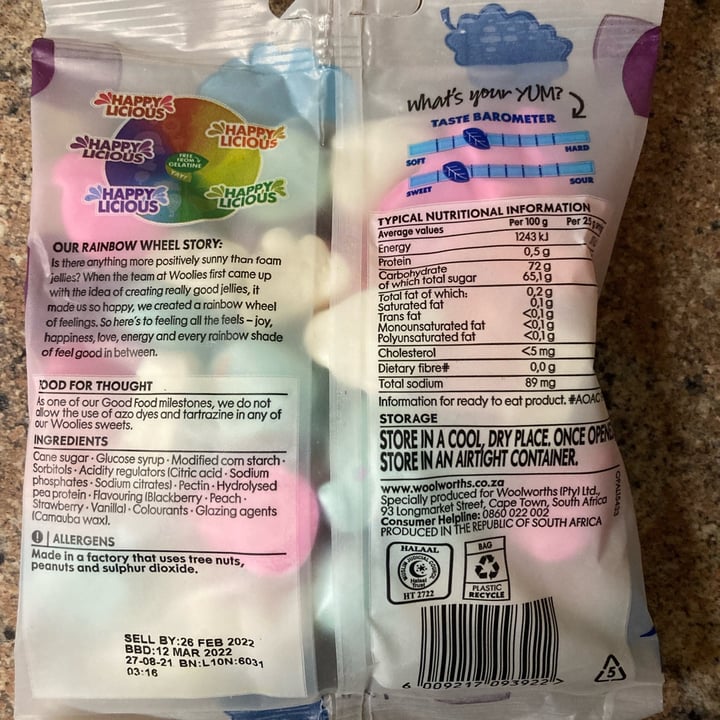 HAPPY
LICIOUS
HAPPY
LICIOUS
HAPPY
LICIOUS
HAPPY
LICIOUS
HAPPY
LICIOUS
FREE
FROM
GELATINE
YAY!
OUR RAINBOW WHEEL STORY:
Is there anything more positively sunny than foam
jellies? When the team at Woolies first came up
with the idea of creating really good jellies, it
made us so happy, we created a rainbow wheel
of feelings. So here's to feeling all the feels – joy,
happiness, love, energy and every rainbow shade
of feel good in between.
OOD FOR THOUGHT
As one of our Good Food milestones, we do not
allow the use of azo dyes and tartrazine in any of
our Woolies sweets.
INGREDIENTS
Cane sugar · Glucose syrup · Modified corn starch ·
Sorbitols · Acidity regulators (Citric acid · Sodium
phosphates · Sodium citrates) · Pectin · Hydrolysed
pea protein · Flavouring (Blackberry · Peach ·
Strawberry · Vanilla) · Colourants · Glazing agents
(Carnauba wax).
ALLERGENS
Made in a factory that uses tree nuts,
peanuts and sulphur dioxide.
SELL BY:26 FEB 2022
BBD:12 MAR 2022
27-08-21 BN:L10N:6031
03:16
What's your YUM?
TASTE BAROMETER
SOFT HARD
SWEET SOUR
TYPICAL NUTRITIONAL INFORMATION
Average values Per 100 g Per 25
Energy 1243 kJ
Protein 0,5 g
Carbohydrate 72 g
of which total sugar 65,1 g
Total fat of which: 0,2 g
Saturated fat 0,1 g
Trans fat <0,1 g
Monounsaturated fat <0,1 g
Polyunsaturated fat <0,1 g
Cholesterol <5 mg
Dietary fibre# 0,0 g
Total sodium 89 mg
Information for ready to eat product. #AOAC
STORAGE
STORE IN A COOL, DRY PLACE. ONCE OPEN
STORE IN AN AIRTIGHT CONTAINER.
www.woolworths.co.za
Specially produced for Woolworths (Pty) Ltd.,
93 Longmarket Street, Cape Town, South Africa
Consumer Helpline: 0860 022 002
PRODUCED IN THE REPUBLIC OF SOUTH AFRICA
HALAAL
MUSLIM JUDICIAL COUNCIL
Halaal
Trust
HT 2722
BAG
PLASTIC
RECYCLE
6 009217 093922
5